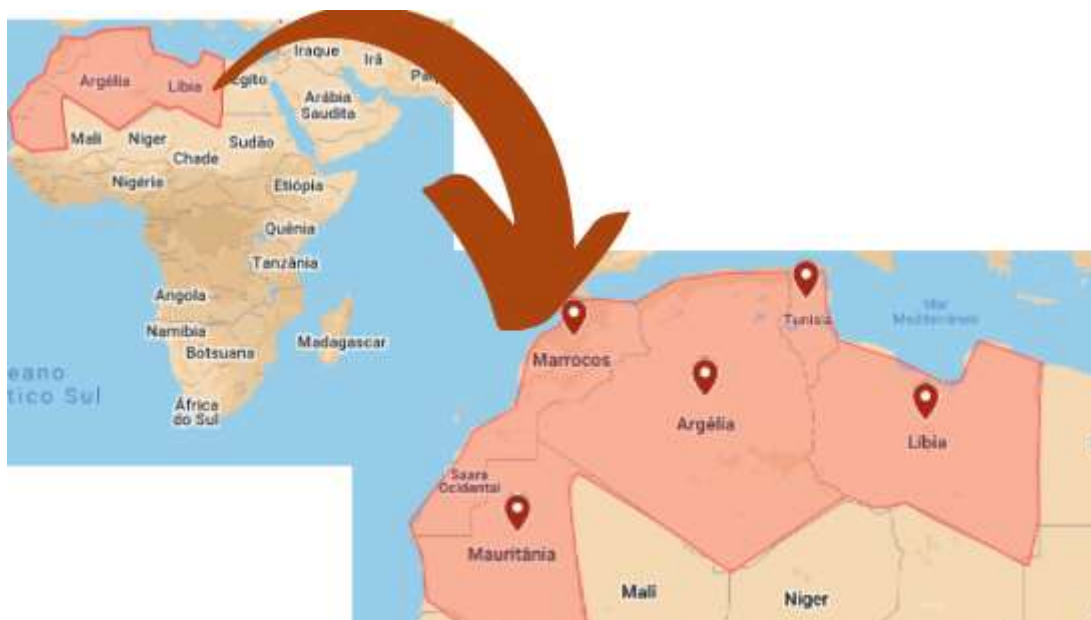 Iraque
Irã
Argélia
Líbia
Egito
Arábia
Saudita
Mali
Niger
Sudão
Chade
Nigéria
Etiópia
Quênia
Tanzânia
Angola
Namíbia
Botsuana
Madagascar
eano
tico Sul
África
do Sul
Tunísia
Mar
Mediterrâneo
Marrocos
Argélia
Líbia
Saara
Ocidental
Mauritânia
Mali
Niger